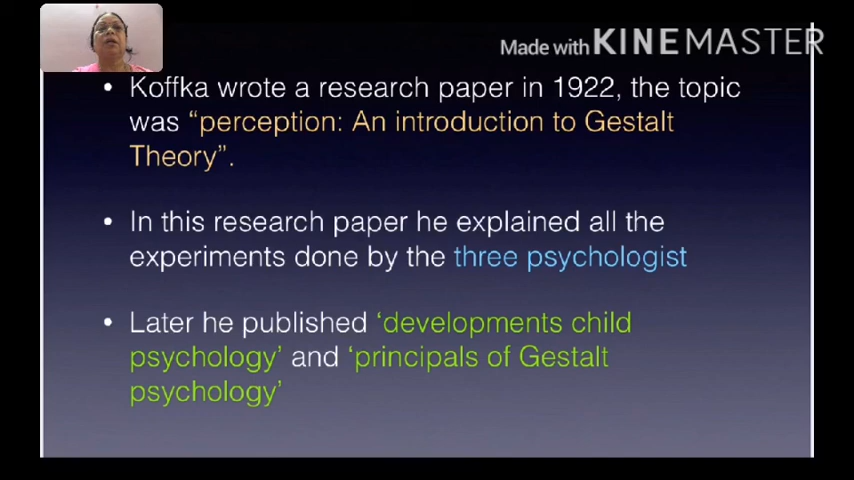 Made with KINEMASTER
• Koffka wrote a research paper in 1922, the topic
was “perception: An introduction to Gestalt
Theory”.
• In this research paper he explained all the
experiments done by the three psychologist
• Later he published ‘developments child
psychology’ and ‘principals of Gestalt
psychology’